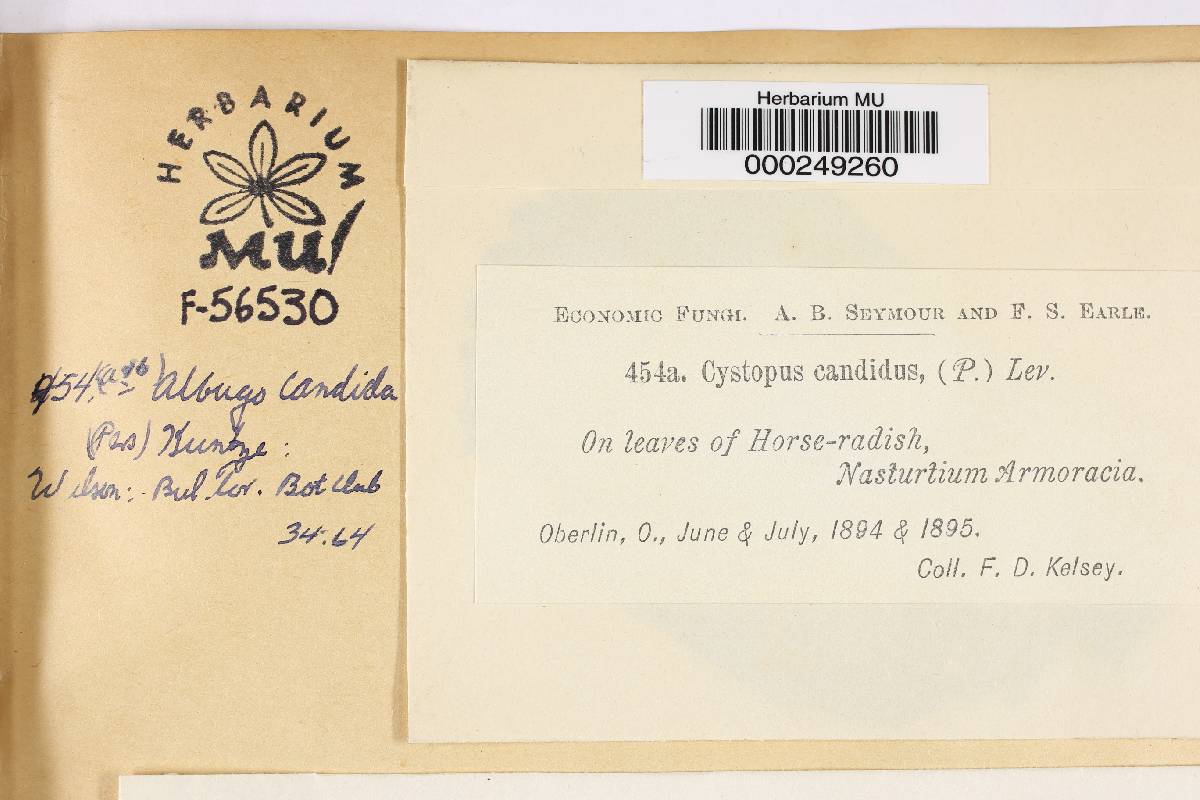 HERBARIUM
MU
F-56530
454.(a+b) Albugo Candida
(Pers) Kuntze:
Wilson:. Bul. Tor. Bot Club
34.64
Herbarium MU
000249260
ECONOMIC FUNGI. A. B. SEYMOUR AND F. S. EARLE.
454a. Cystopus candidus, (P.) Lev.
On leaves of Horse-radish,
Nasturtium Armoracia.
Oberlin, O., June & July, 1894 & 1895.
Coll. F. D. Kelsey.